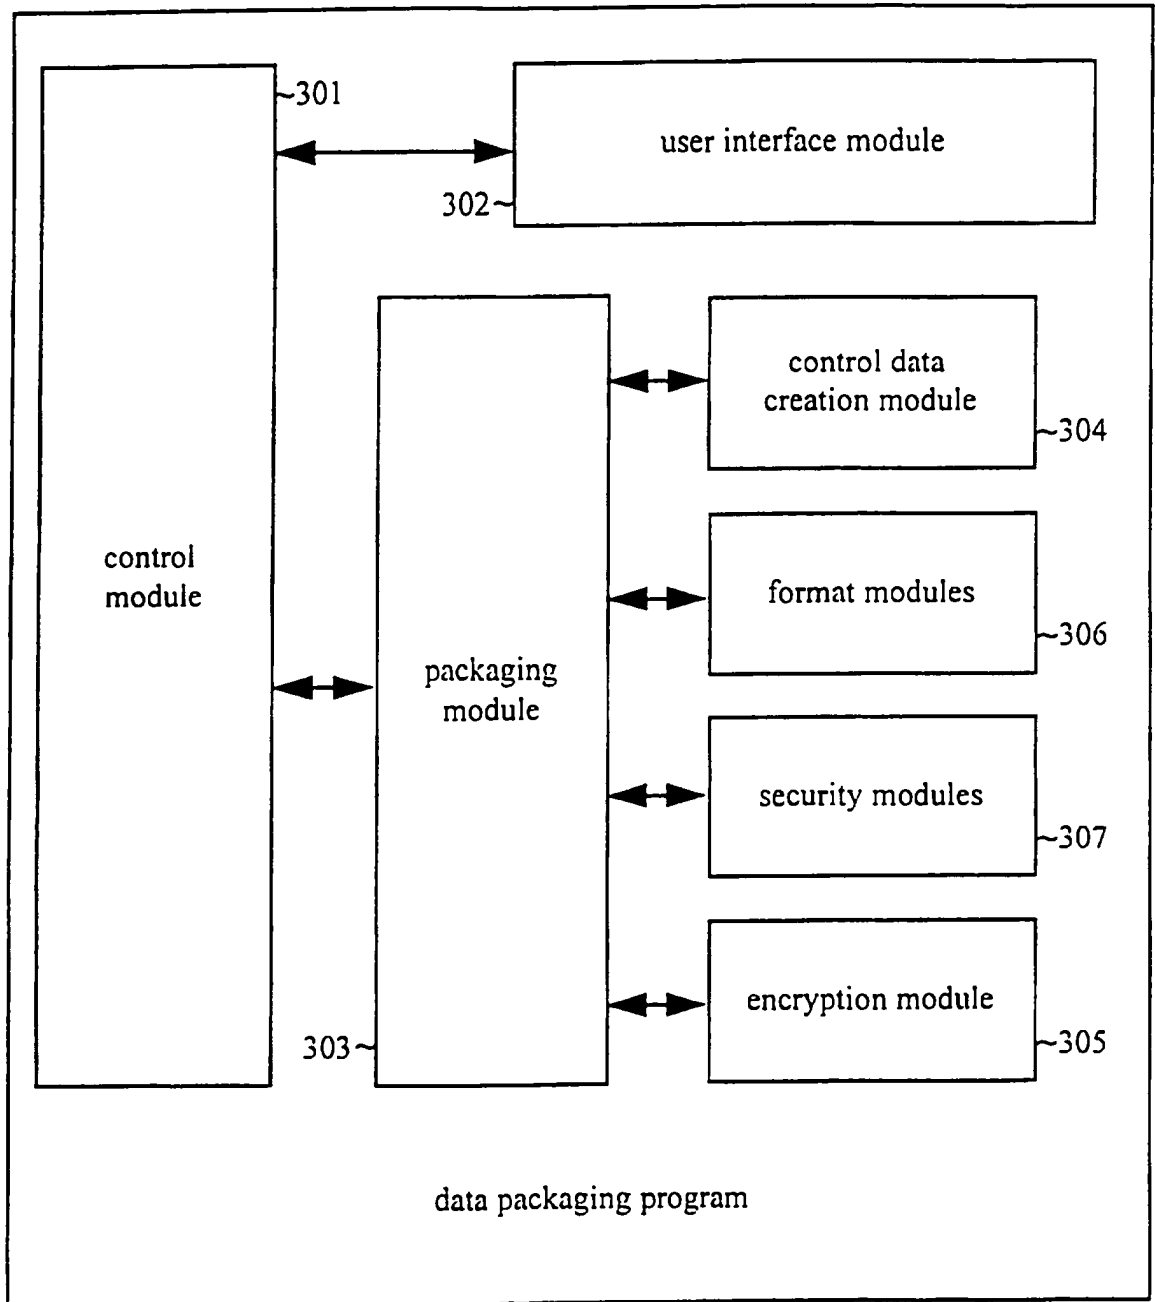 301
user interface module
302
control data
creation module
304
control
module
format modules
306
packaging
module
security modules
307
encryption module
303
305
data packaging program